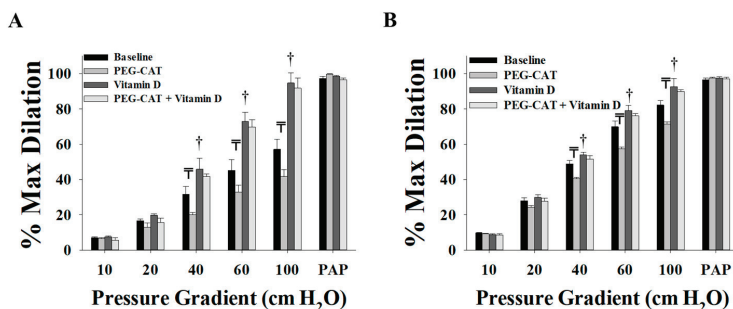 A
% Max Dilation
100
80
60
40
20
0
Baseline
PEG-CAT
Vitamin D
PEG-CAT + Vitamin D
╤ † ╤ † ╤ †
10 20 40 60 100 PAP
Pressure Gradient (cm H₂O)
B
% Max Dilation
100
80
60
40
20
0
Baseline
PEG-CAT
Vitamin D
PEG-CAT + Vitamin D
╤ † ╤ † ╤ †
10 20 40 60 100 PAP
Pressure Gradient (cm H₂O)